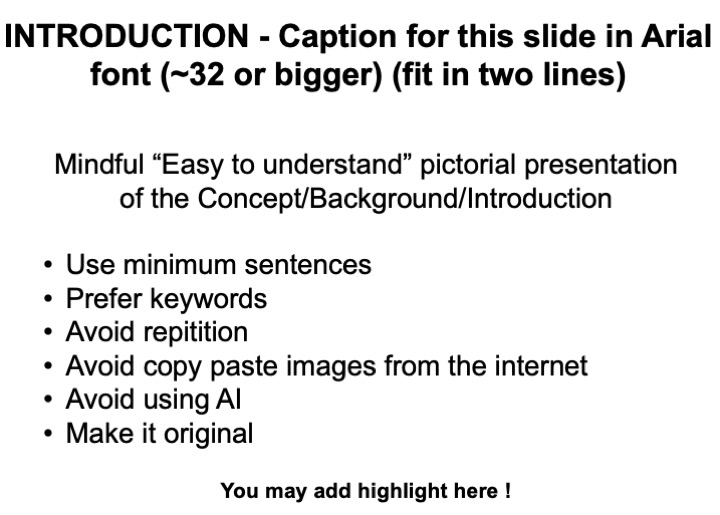 INTRODUCTION - Caption for this slide in Arial
font (~32 or bigger) (fit in two lines)
Mindful “Easy to understand” pictorial presentation
of the Concept/Background/Introduction
• Use minimum sentences
• Prefer keywords
• Avoid repitition
• Avoid copy paste images from the internet
• Avoid using AI
• Make it original
You may add highlight here !